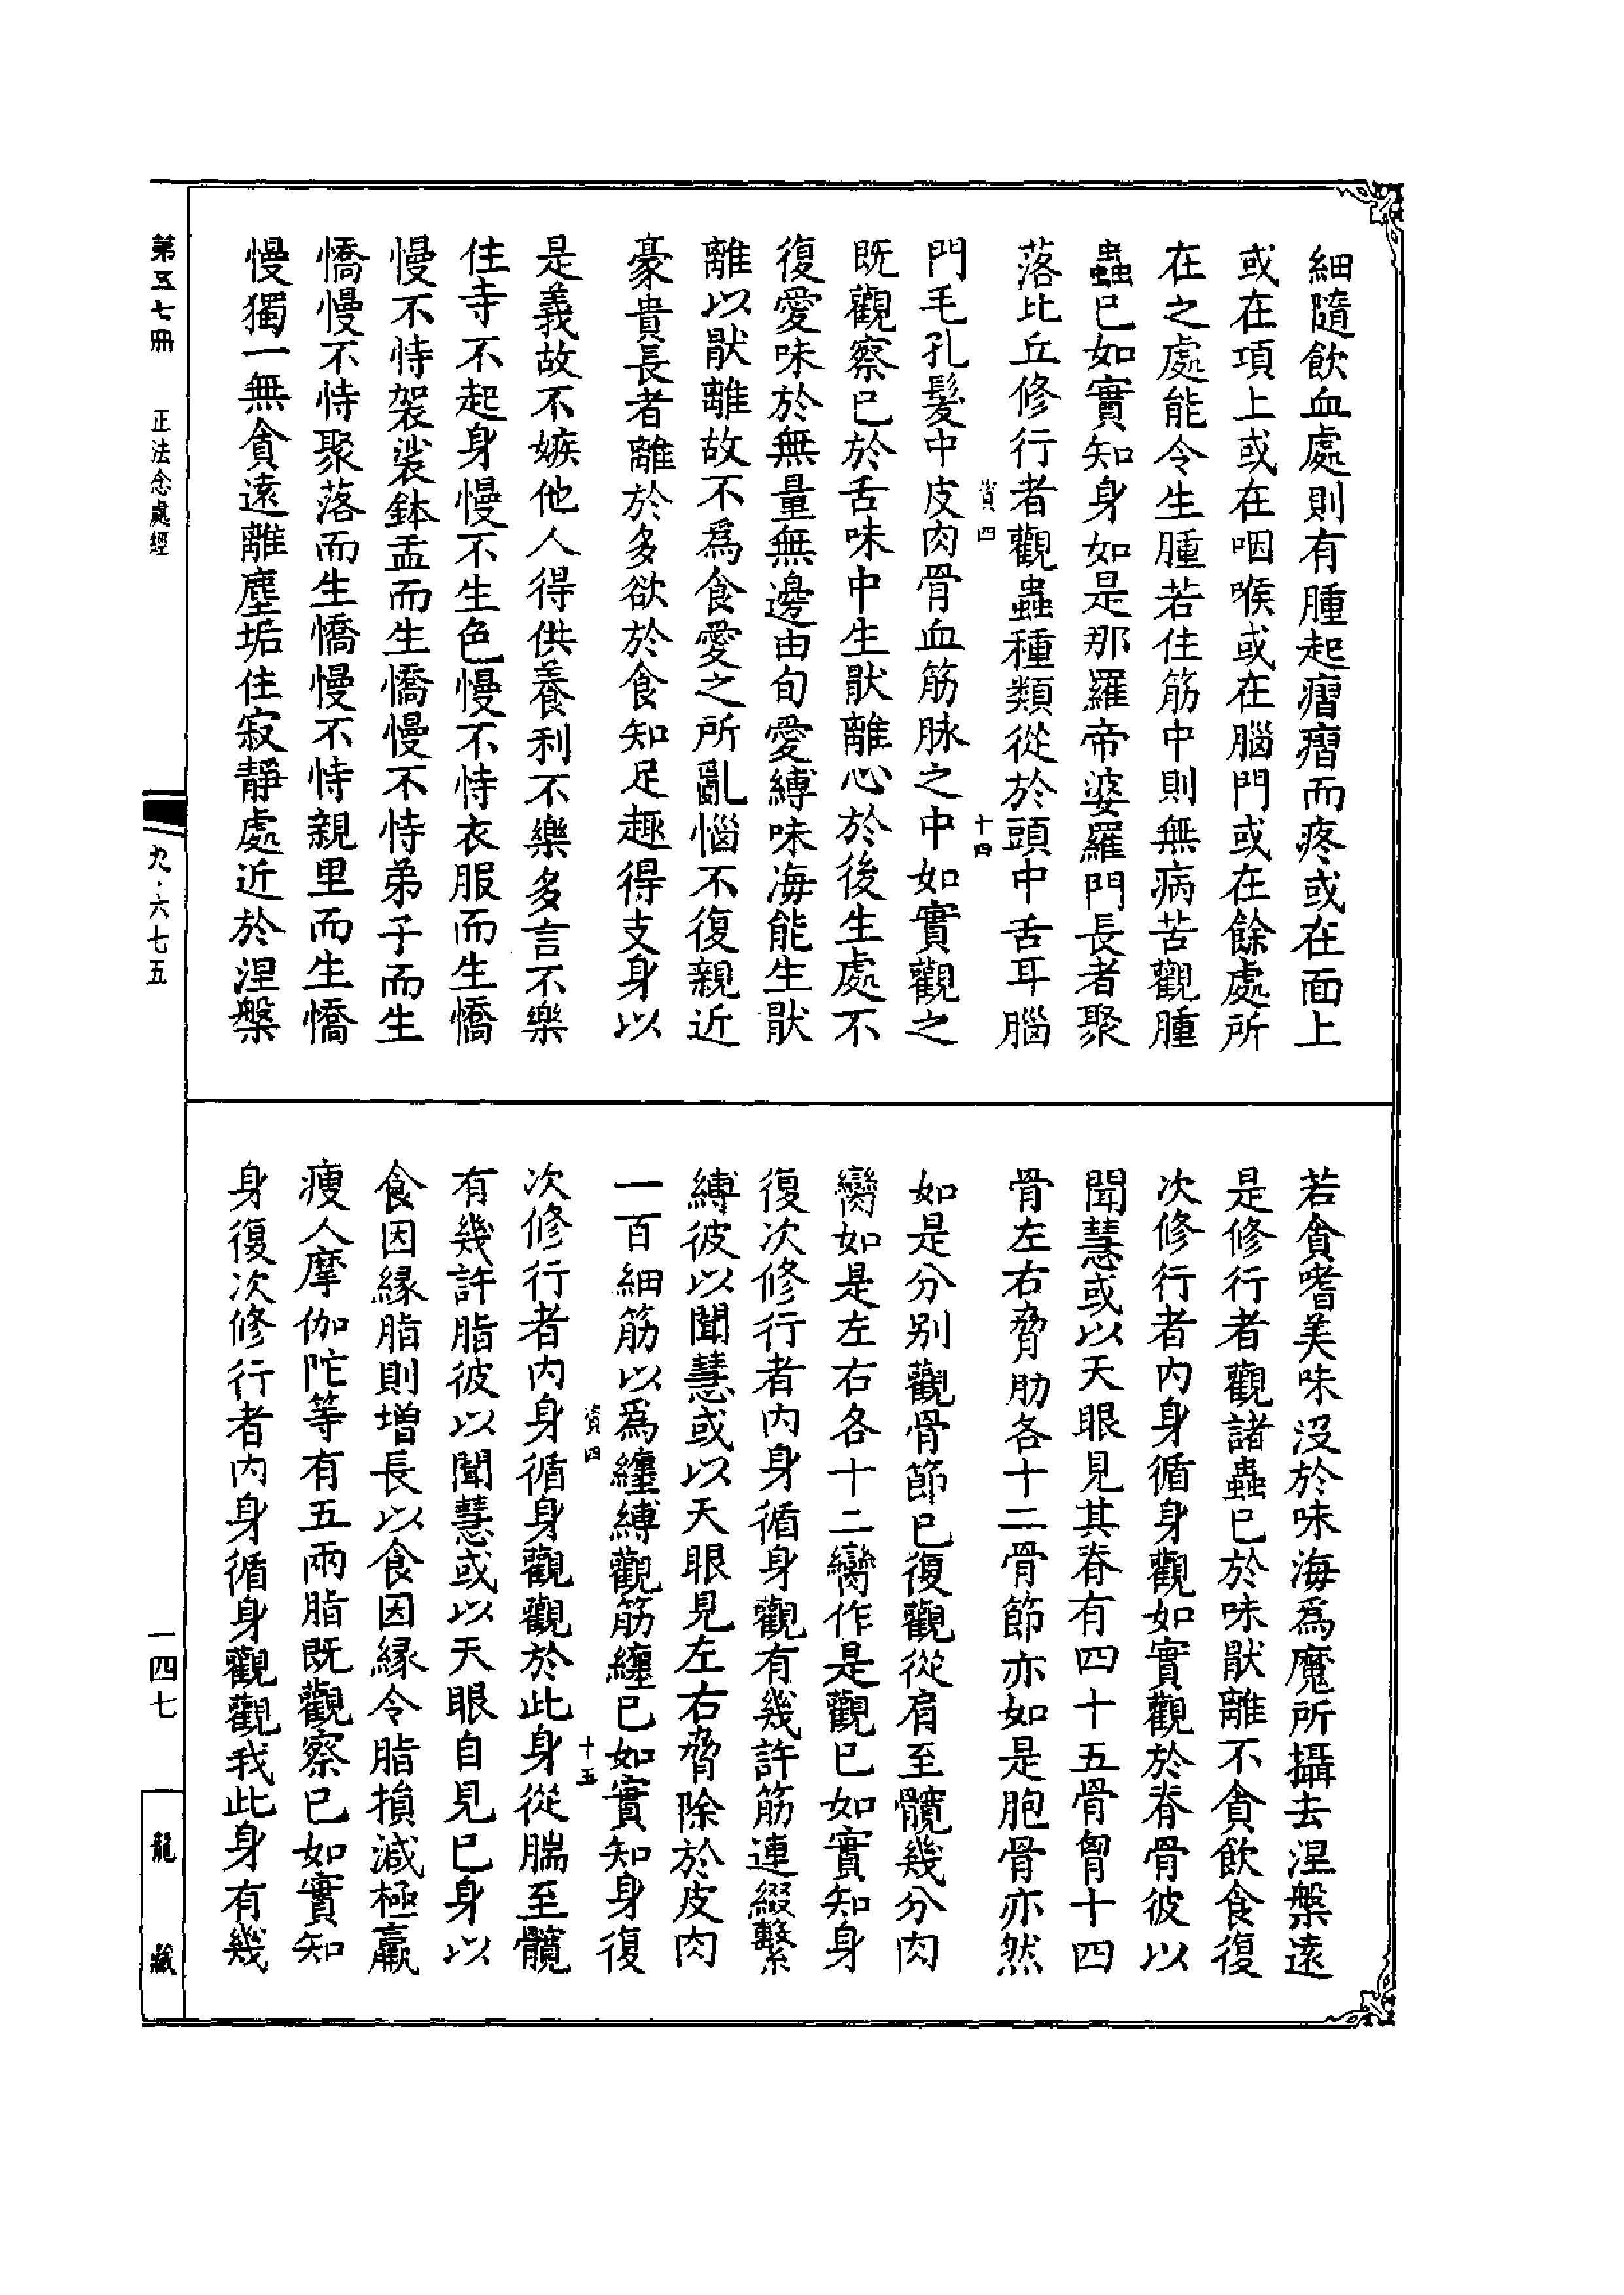 細隨飲血處則有腫起瘤瘤而疼或在面上
或在項上或在咽喉或在腦門或在餘處所
在之處能令生腫若住筋中則無病苦觀腫
蟲已如實知身如是那羅帝婆羅門長者聚
落比丘修行者觀蟲種類從於頭中舌耳腦
資四 十四
門毛孔髮中皮肉骨血筋脉之中如實觀之
既觀察已於舌味中生猒離心於後生處不
復愛味於無量無邊由旬愛縛味海能生猒
離以猒離故不爲食愛之所亂惱不復親近
豪貴長者離於多欲於食知足趣得支身以
是義故不嫉他人得供養利不樂多言不樂
住寺不起身慢不生色慢不恃衣服而生憍
慢不恃袈裟鉢盂而生憍慢不恃弟子而生
憍慢不恃聚落而生憍慢不恃親里而生憍
慢獨一無貪遠離塵垢住寂靜處近於涅槃
若貪嗜美味沒於味海爲魔所攝去涅槃遠
是修行者觀諸蟲已於味猒離不貪飲食復
次修行者內身循身觀如實觀於脊骨彼以
聞慧或以天眼見其脊有四十五骨胷十四
骨左右脅肋各十二骨節亦如是胞骨亦然
如是分别觀骨節已復觀從肩至髖幾分肉
臠如是左右各十二臠作是觀已如實知身
復次修行者內身循身觀有幾許筋連綴繫
縛彼以聞慧或以天眼見左右脅除於皮肉
一百細筋以爲纏縛觀筋纏已如實知身復
資四 十五
次修行者內身循身觀觀於此身從腨至髖
有幾許脂彼以聞慧或以天眼自見已身以
食因緣脂則增長以食因緣令脂損減極羸
瘦人摩伽陀等有五兩脂既觀察已如實知
身復次修行者內身循身觀觀我此身有幾
第五七冊 正法念處經
九·六七五
一四七
龍藏